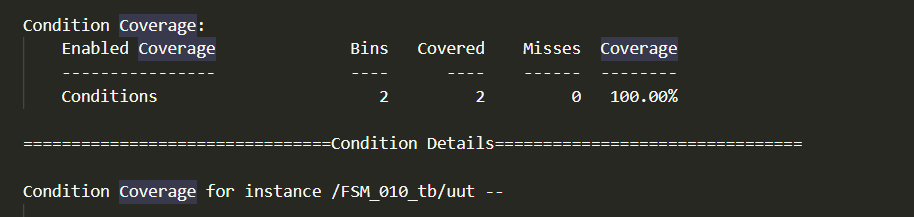 Condition Coverage:
Enabled Coverage Bins Covered Misses Coverage
---------------- ---- ---- ------ --------
Conditions 2 2 0 100.00%
================================Condition Details================================
Condition Coverage for instance /FSM_010_tb/uut --